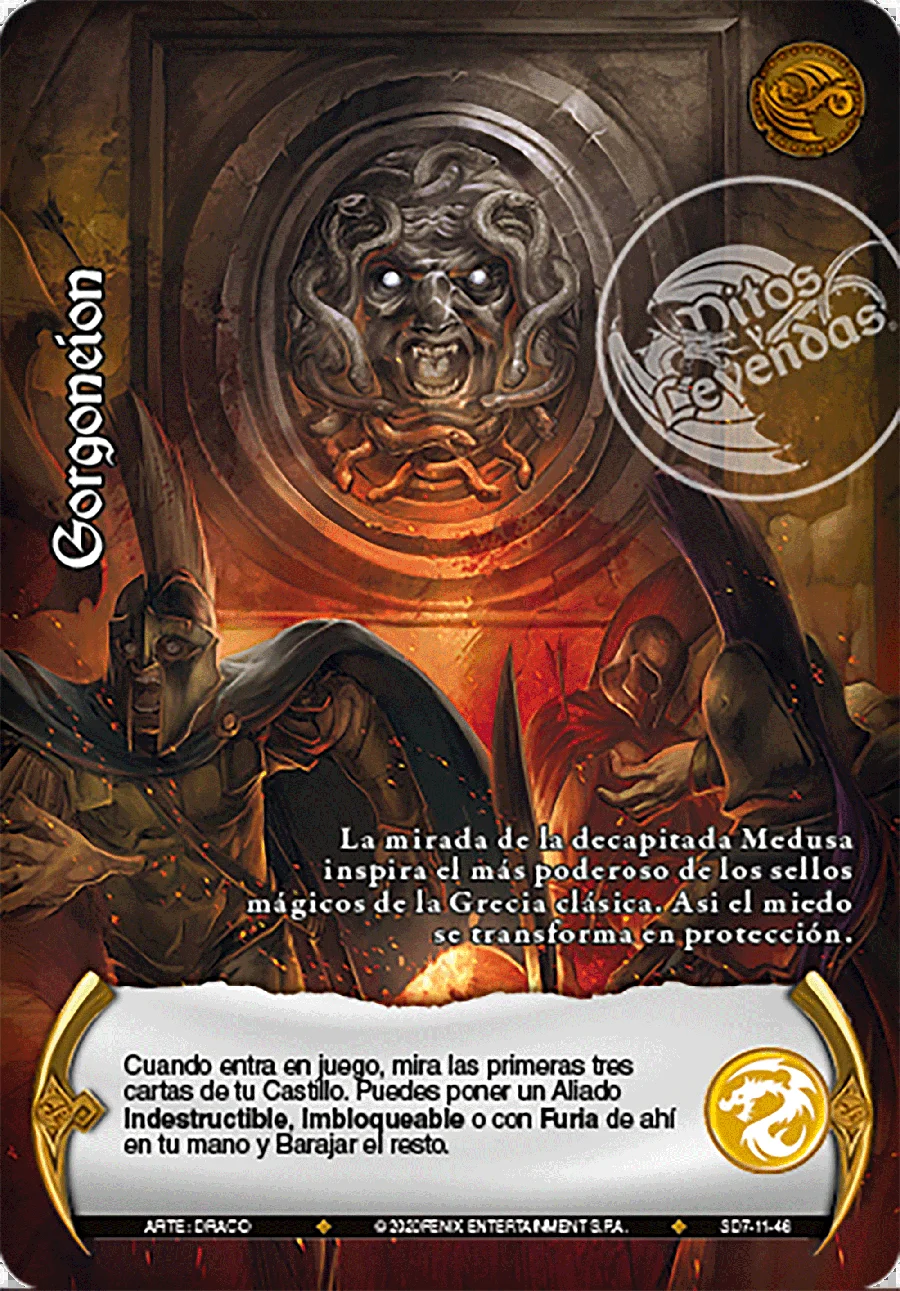 Gorgoneion
Mitos
y
Leyendas®
La mirada de la decapitada Medusa
inspira el más poderoso de los sellos
mágicos de la Grecia clásica. Asi el miedo
se transforma en protección.
Cuando entra en juego, mira las primeras tres
cartas de tu Castillo. Puedes poner un Aliado
Indestructible, Imbloqueable o con Furia de ahí
en tu mano y Barajar el resto.
ARTE: DRACO © 2020 FENIX ENTERTAINMENT S.P.A. SD7-11-46